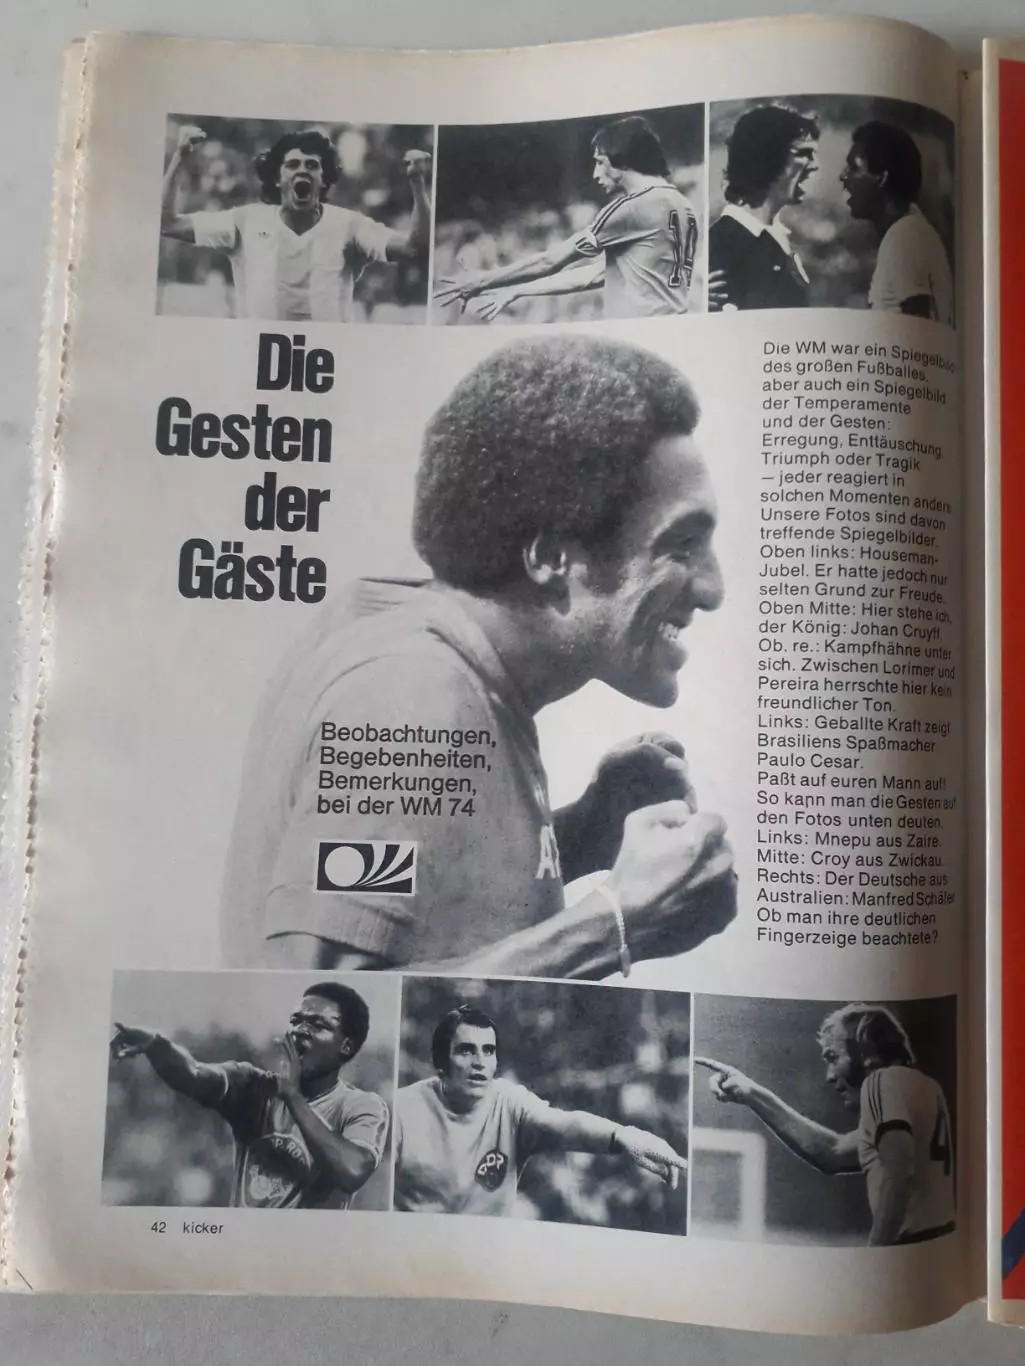 Die
Gesten
der
Gäste
Beobachtungen,
Begebenheiten,
Bemerkungen,
bei der WM 74
Die WM war ein Spiegelbild
des großen Fußballes,
aber auch ein Spiegelbild
der Temperamente
und der Gesten:
Erregung, Enttäuschung,
Triumph oder Tragik
— jeder reagiert in
solchen Momenten anders.
Unsere Fotos sind davon
treffende Spiegelbilder.
Oben links: Houseman-
Jubel. Er hatte jedoch nur
selten Grund zur Freude.
Oben Mitte: Hier stehe ich,
der König: Johan Cruyff.
Ob. re.: Kampfhähne unter
sich. Zwischen Lorimer und
Pereira herrschte hier kein
freundlicher Ton.
Links: Geballte Kraft zeigt
Brasiliens Spaßmacher
Paulo Cesar.
Paßt auf euren Mann auf!
So kann man die Gesten auf
den Fotos unten deuten.
Links: Mnepu aus Zaire.
Mitte: Croy aus Zwickau.
Rechts: Der Deutsche aus
Australien: Manfred Schäfer
Ob man ihre deutlichen
Fingerzeige beachtete?
DDR
4
42 kicker